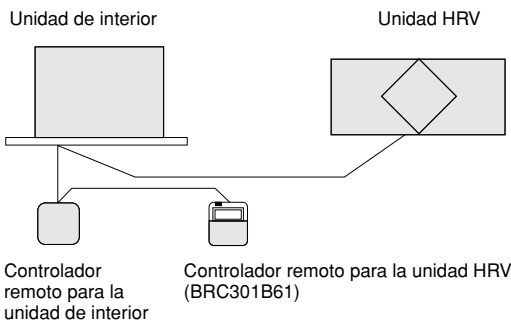 Unidad de interior
Unidad HRV
Controlador
remoto para la
unidad de interior
Controlador remoto para la unidad HRV
(BRC301B61)